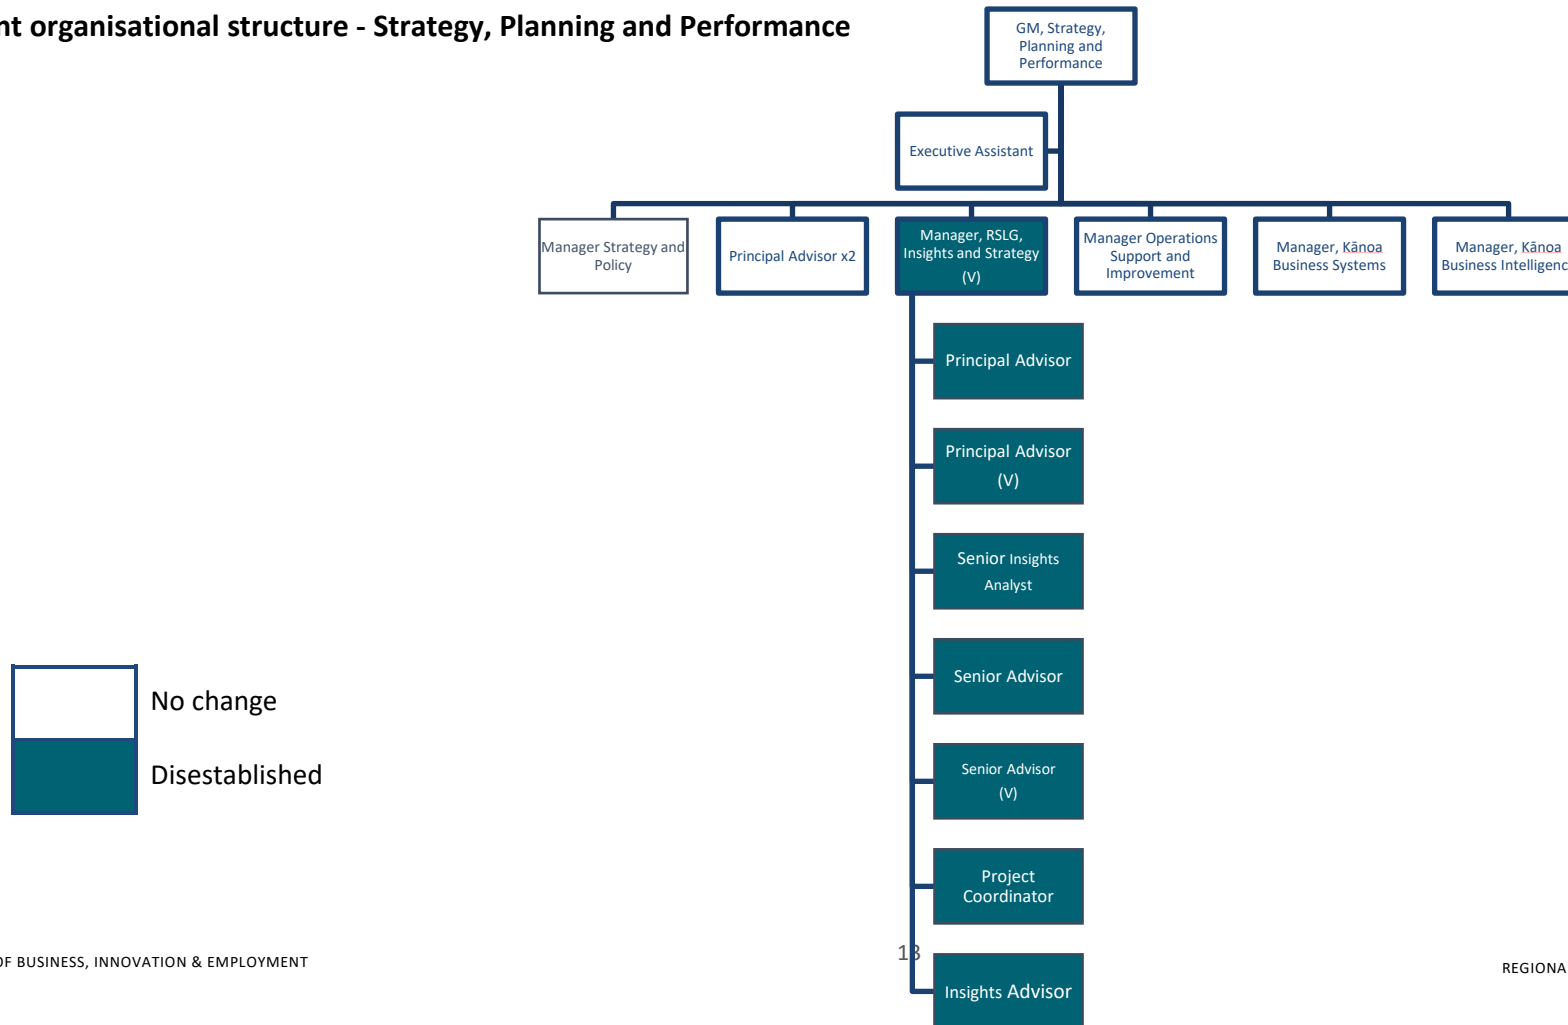 nt organisational structure - Strategy, Planning and Performance
GM, Strategy,
Planning and
Performance
Executive Assistant
Manager Strategy and
Policy
Principal Advisor x2
Manager, RSLG,
Insights and Strategy
(V)
Manager Operations
Support and
Improvement
Manager, Kānoa
Business Systems
Manager, Kānoa
Business Intelligenc
Principal Advisor
Principal Advisor
(V)
Senior Insights
Analyst
Senior Advisor
Senior Advisor
(V)
Project
Coordinator
Insights Advisor
No change
Disestablished
OF BUSINESS, INNOVATION & EMPLOYMENT
REGIONA